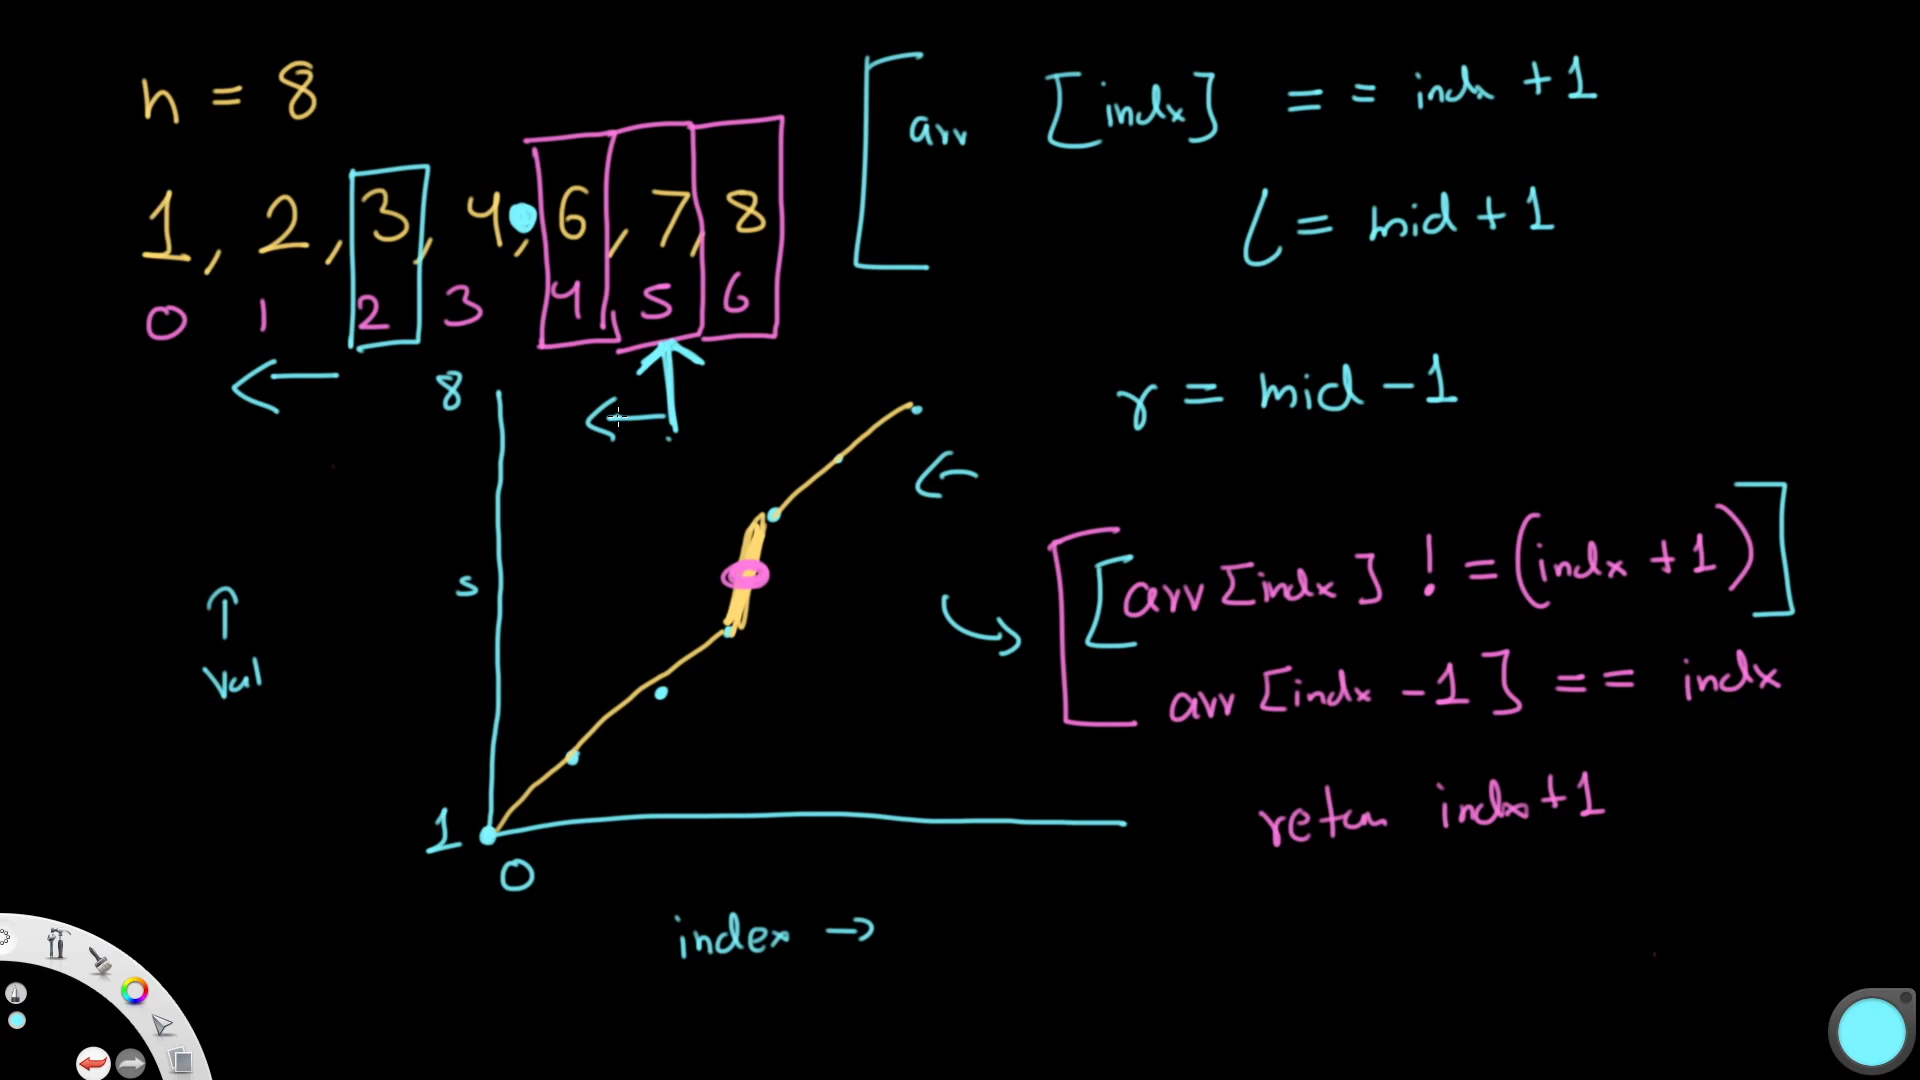 n = 8
1, 2, 3, 4, 6, 7, 8
0 1 2 3 4 5 6
arr [indx] == indx +1
l = mid +1
r = mid -1
arr [indx] != (indx +1)
arr [indx -1] == indx
retun indx+1
8
5
Val
1
0
index →